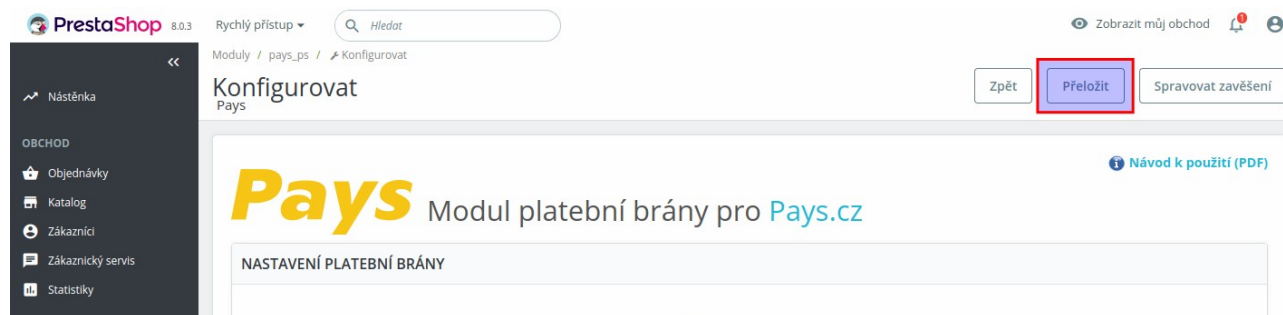 PrestaShop 8.0.3 Rychlý přístup Hledat Zobrazit můj obchod 1
Moduly / pays_ps / Konfigurovat
Konfigurovat
Pays
Zpět Přeložit Spravovat zavěšení
Nástěnka
OBCHOD
Objednávky
Katalog
Zákazníci
Zákaznický servis
Statistiky
Návod k použití (PDF)
Pays Modul platební brány pro Pays.cz
NASTAVENÍ PLATEBNÍ BRÁNY